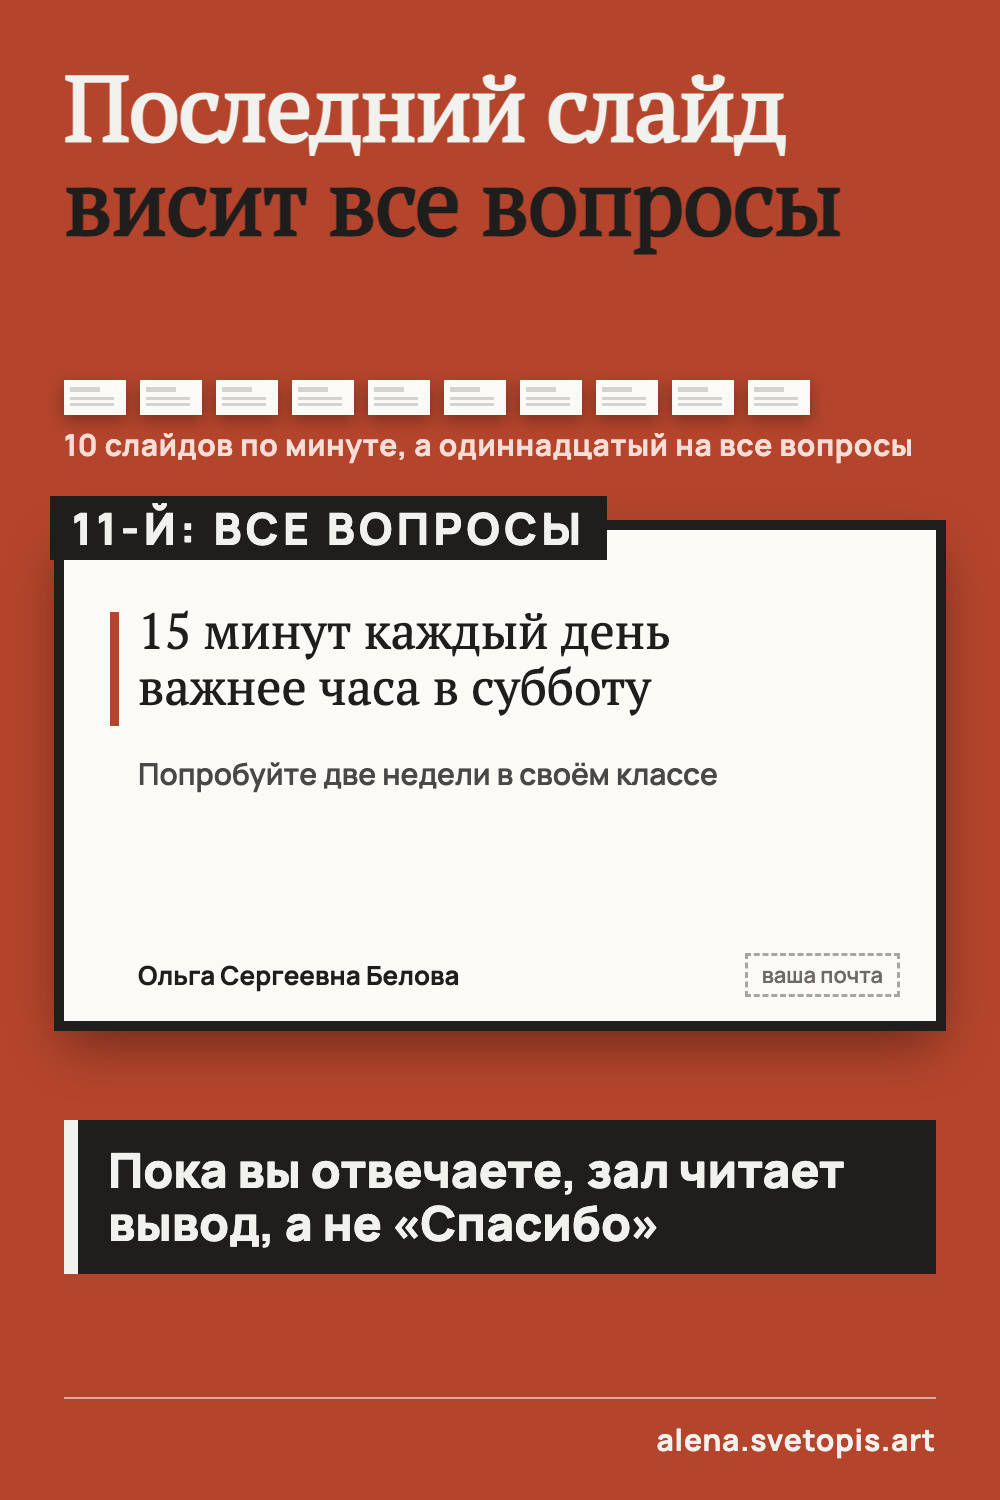 Последний слайд
висит все вопросы
10 слайдов по минуте, а одиннадцатый на все вопросы
11-Й: ВСЕ ВОПРОСЫ
15 минут каждый день
важнее часа в субботу
Попробуйте две недели в своём классе
Ольга Сергеевна Белова
ваша почта
Пока вы отвечаете, зал читает
вывод, а не «Спасибо»
alena.svetopis.art